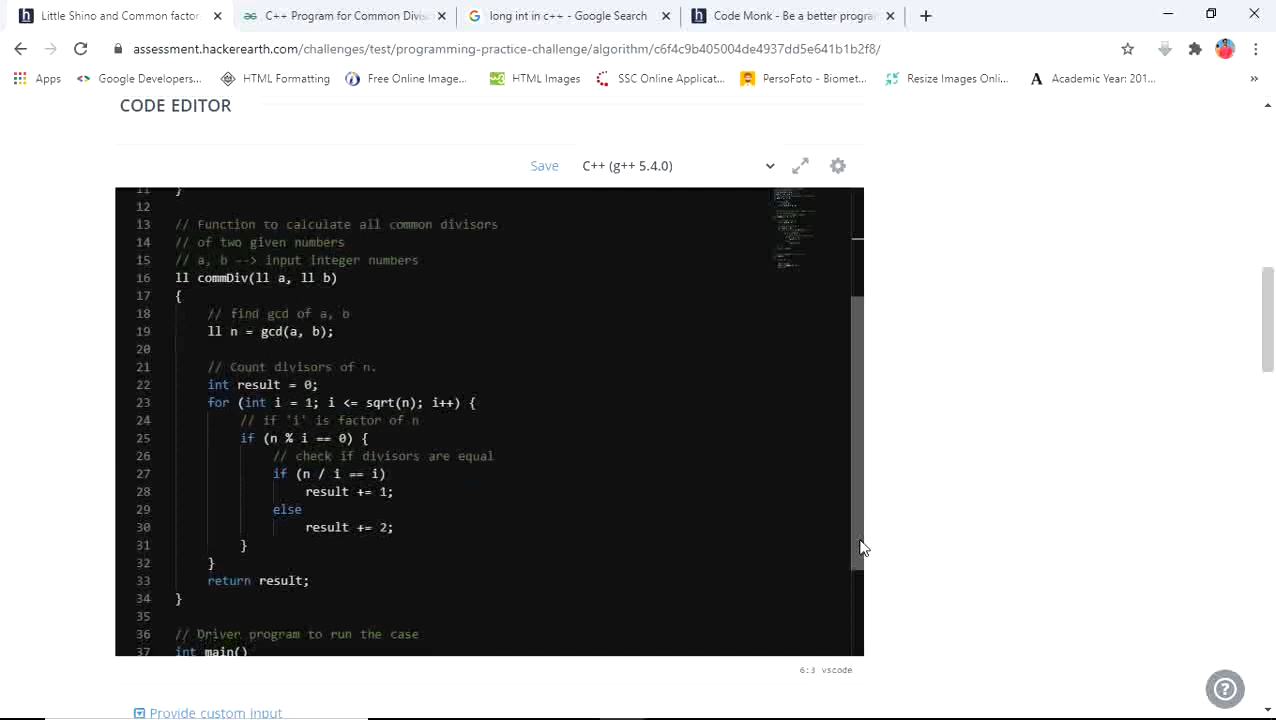 Little Shino and Common factor
C++ Program for Common Divis
long int in c++ - Google Search
Code Monk - Be a better progra
assessment.hackerearth.com/challenges/test/programming-practice-challenge/algorithm/c6f4c9b405004de4937dd5e641b1b2f8/
Apps
Google Developers...
HTML Formatting
Free Online Image...
HTML Images
SSC Online Applicat...
PersoFoto - Biomet...
Resize Images Onli...
Academic Year: 201...
»
CODE EDITOR
Save
C++ (g++ 5.4.0)
11 }
12
13 // Function to calculate all common divisors
14 // of two given numbers
15 // a, b --> input integer numbers
16 ll commDiv(ll a, ll b)
17 {
18 // find gcd of a, b
19 ll n = gcd(a, b);
20
21 // Count divisors of n.
22 int result = 0;
23 for (int i = 1; i <= sqrt(n); i++) {
24 // if 'i' is factor of n
25 if (n % i == 0) {
26 // check if divisors are equal
27 if (n / i == i)
28 result += 1;
29 else
30 result += 2;
31 }
32 }
33 return result;
34 }
35
36 // Driver program to run the case
37 int main()
6:3 vscode
Provide custom input